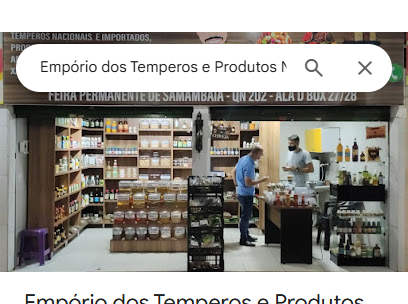 TEMPEROS NACIONAIS E IMPORTADOS,
Empório dos Temperos e Produtos N
FEIRA PERMANENTE DE SAMAMBAIA - QN 202 - ALA D BOX 27/28
Empório dos Temperos e Produtos